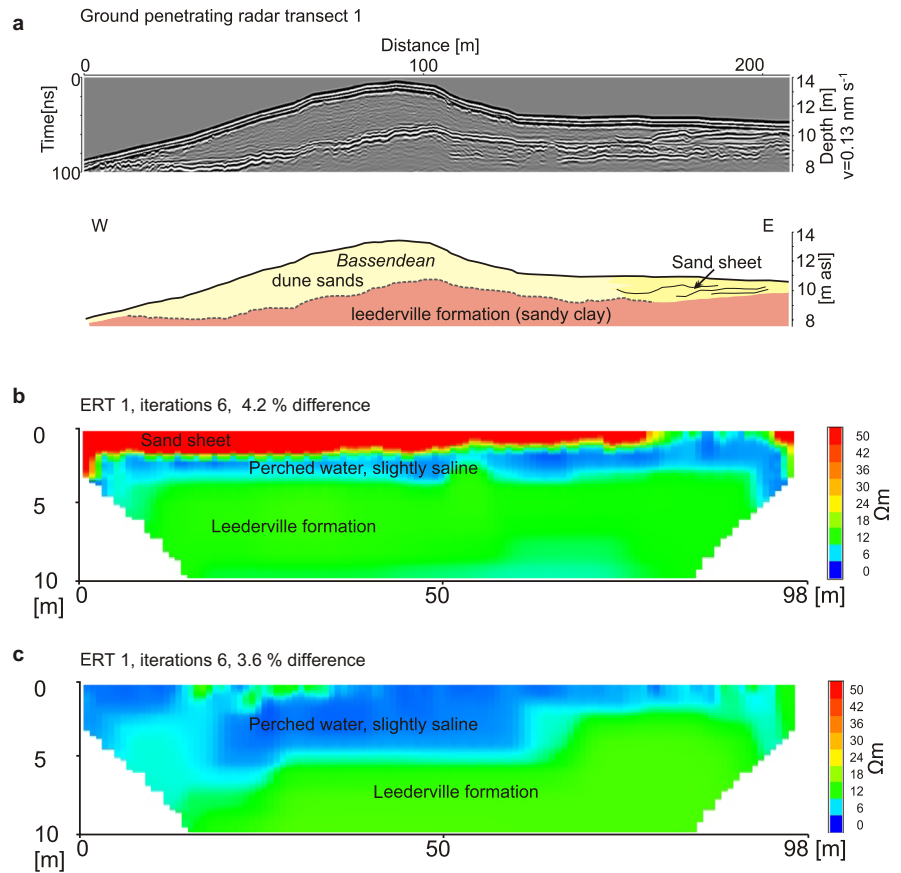 a
Ground penetrating radar transect 1
Distance [m]
0 100 200
Time[ns]
0
100
14
12
10
8
Depth [m]
v=0.13 nm s-1
W E
Bassendean
dune sands
Sand sheet
leederville formation (sandy clay)
14
12
10
8
[m asl]
b
ERT 1, iterations 6, 4.2 % difference
0
5
10
[m]
Sand sheet
Perched water, slightly saline
Leederville formation
0 50 98 [m]
50
42
36
30
24
18
12
6
0
Ωm
c
ERT 1, iterations 6, 3.6 % difference
0
5
10
[m]
Perched water, slightly saline
Leederville formation
0 50 98 [m]
50
42
36
30
24
18
12
6
0
Ωm